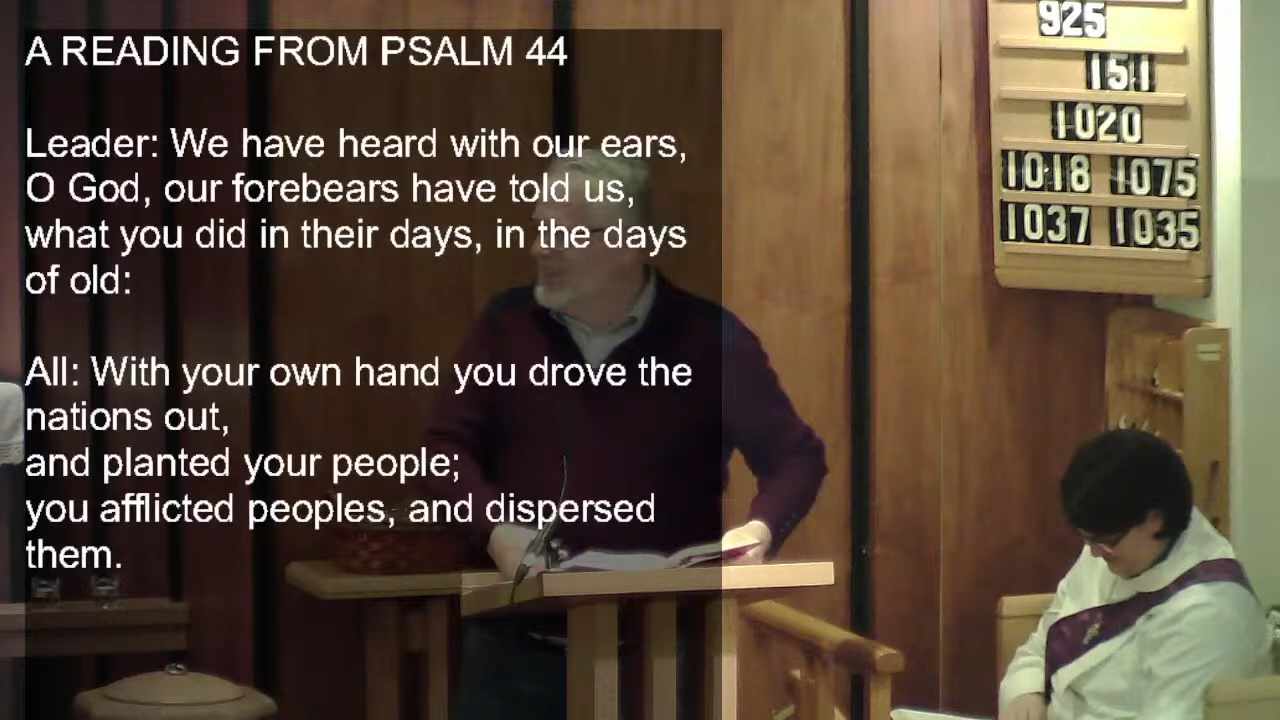 A READING FROM PSALM 44
Leader: We have heard with our ears,
O God, our forebears have told us,
what you did in their days, in the days
of old:
All: With your own hand you drove the
nations out,
and planted your people;
you afflicted peoples, and dispersed
them.
925
151
1020
1018 1075
1037 1035